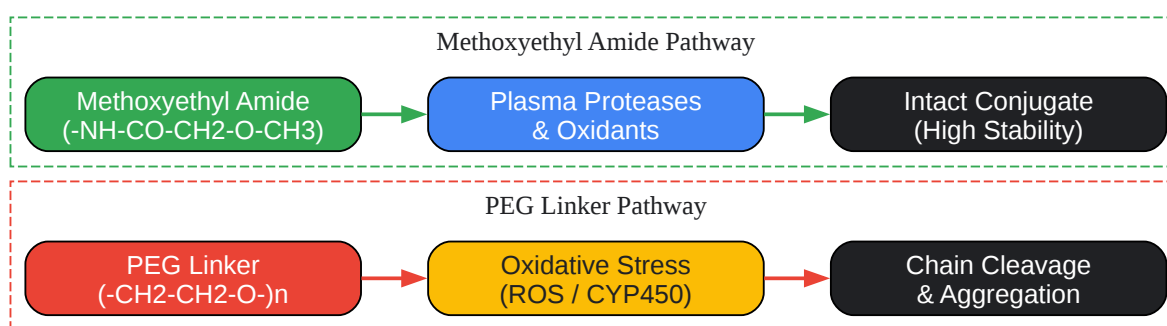 Methoxyethyl Amide Pathway
Methoxyethyl Amide
(-NH-CO-CH2-O-CH3)
Plasma Proteases
& Oxidants
Intact Conjugate
(High Stability)
PEG Linker Pathway
PEG Linker
(-CH2-CH2-O-)n
Oxidative Stress
(ROS / CYP450)
Chain Cleavage
& Aggregation